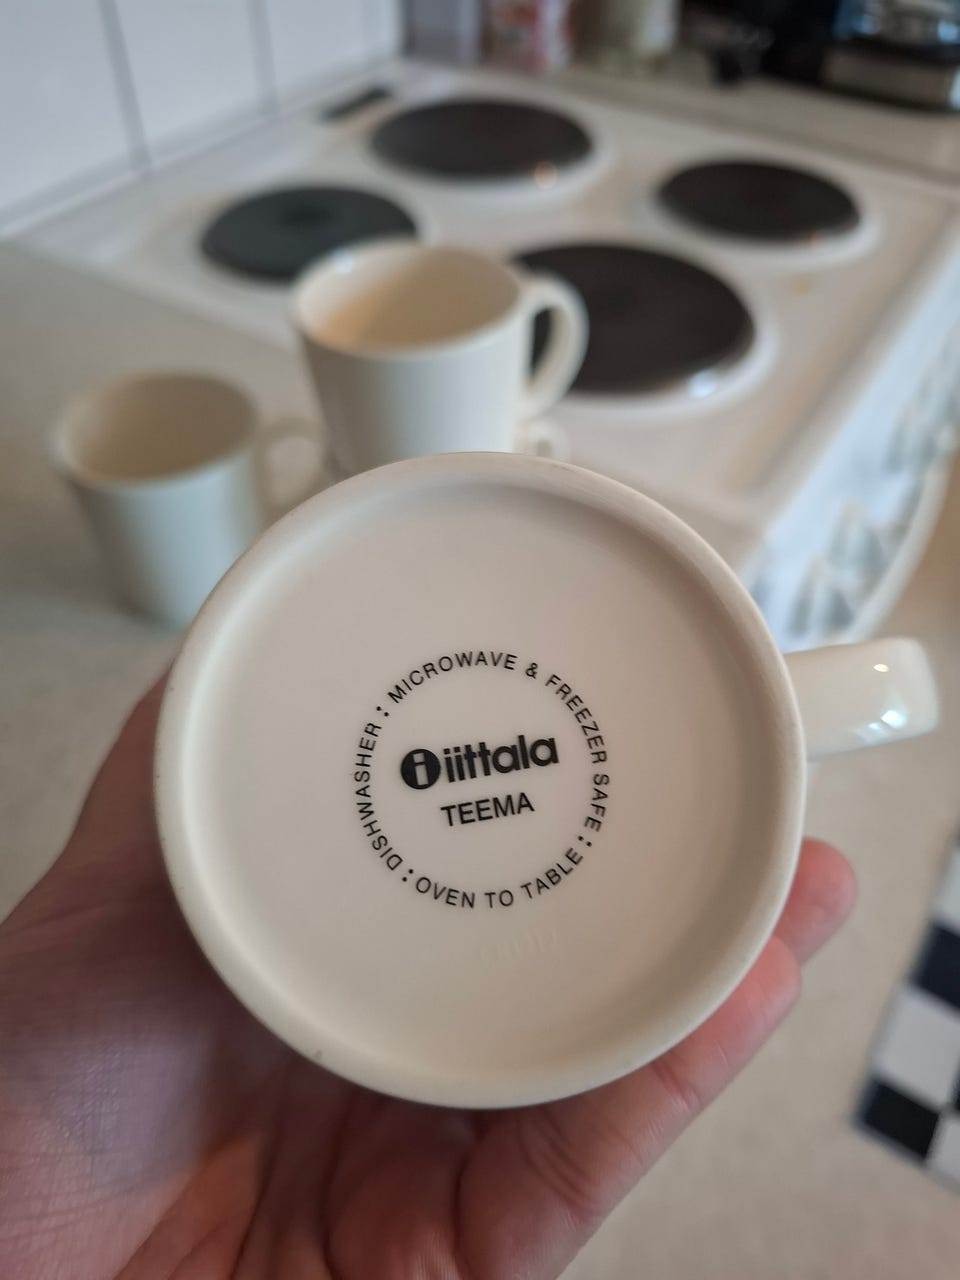 MICROWAVE & FREEZER SAFE : OVEN TO TABLE : DISHWASHER :
i iittala
TEEMA